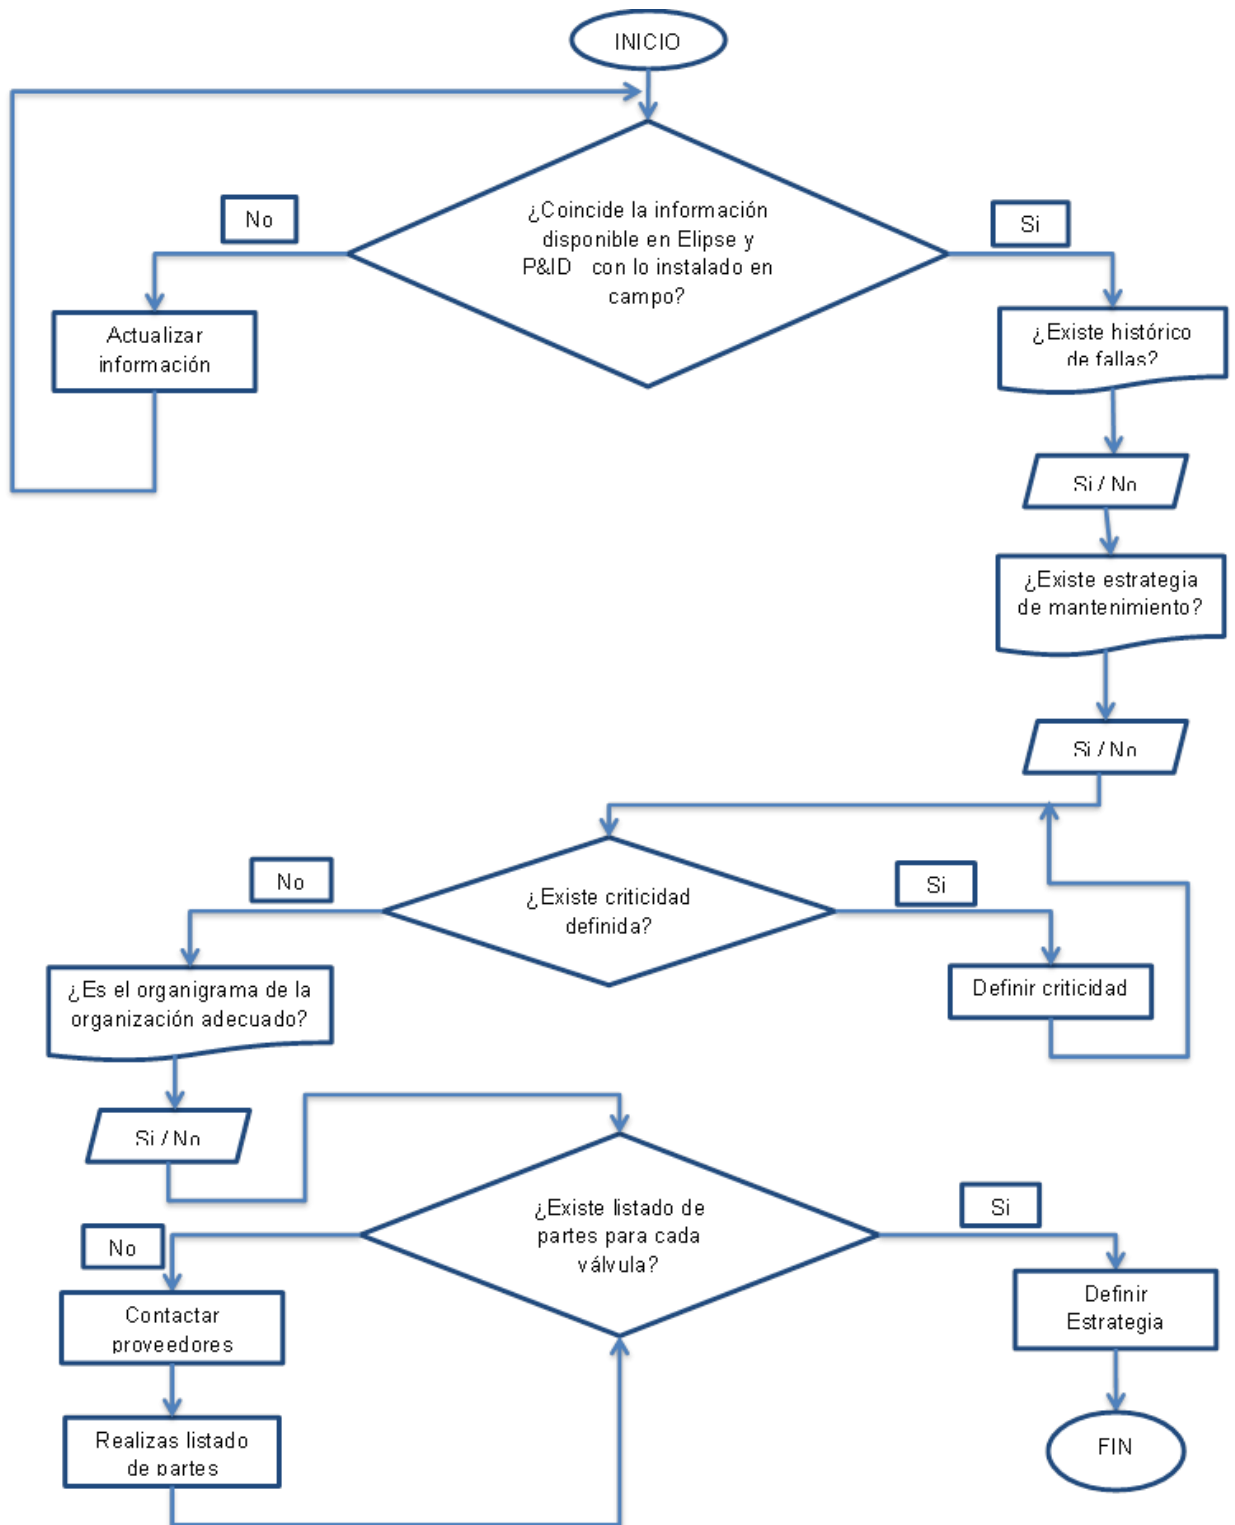 INICIO
No
¿Coincide la información
disponible en Elipse y
P&ID con lo instalado en
campo?
Si
Actualizar
información
¿Existe histórico
de fallas?
Si / No
¿Existe estrategia
de mantenimiento?
Si / No
No
¿Existe criticidad
definida?
Si
¿Es el organigrama de la
organización adecuado?
Definir criticidad
Si / No
No
¿Existe listado de
partes para cada
válvula?
Si
Contactar
proveedores
Definir
Estrategia
Realizas listado
de partes
FIN